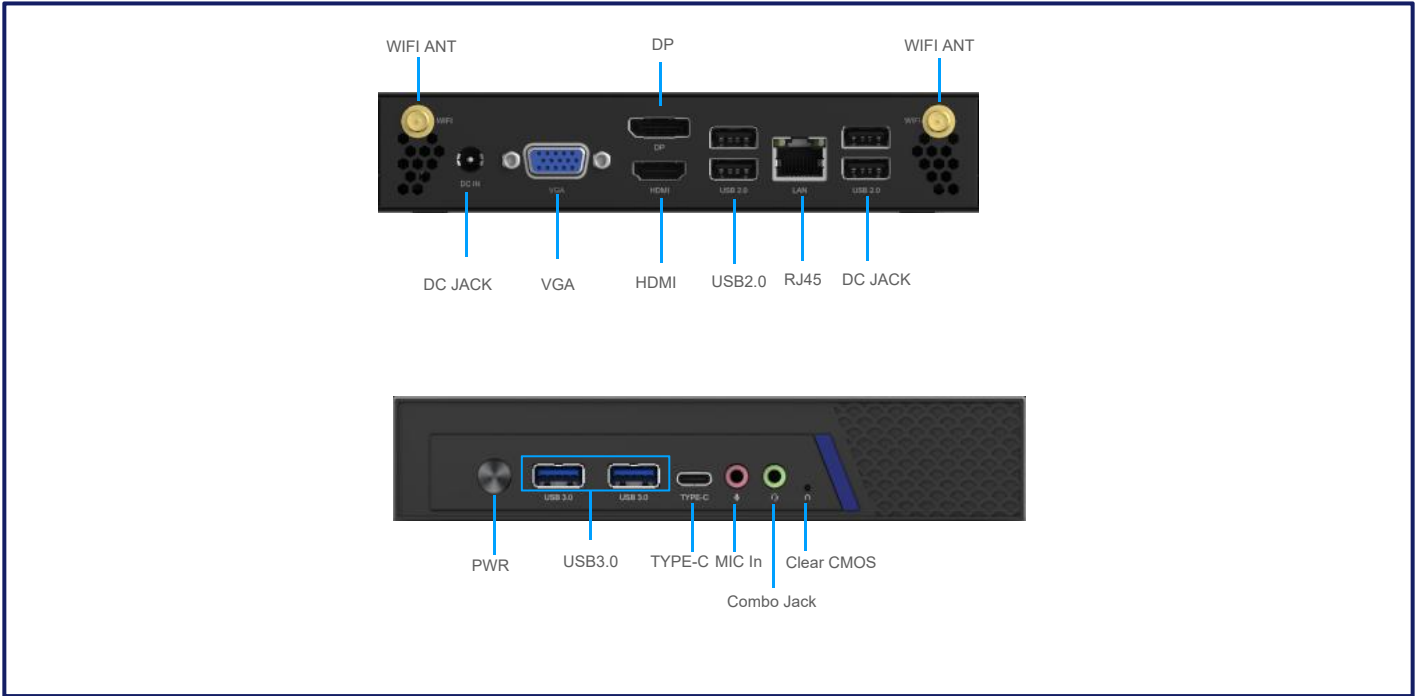 WIFI ANT
DP
WIFI ANT
WIFI
WIFI
DP
DC IN
VGA
HDMI
USB 2.0
LAN
USB 2.0
DC JACK
VGA
HDMI
USB2.0
RJ45
DC JACK
USB 3.0
USB 3.0
TYPE-C
PWR
USB3.0
TYPE-C
MIC In
Clear CMOS
Combo Jack